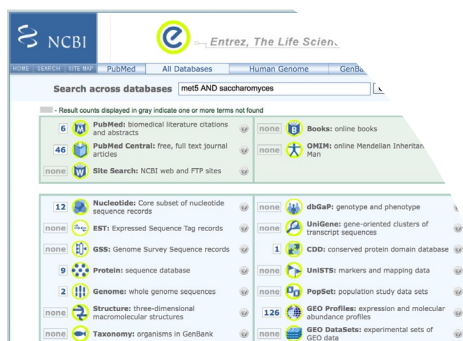 NCBI
Entrez, The Life Scien
HOME SEARCH SITE MAP PubMed All Databases Human Genome GenB
Search across databases met5 AND saccharomyces
- Result counts displayed in gray indicate one or more terms not found
6 PubMed: biomedical literature citations
and abstracts
46 PubMed Central: free, full text journal
articles
none Site Search: NCBI web and FTP sites
none Books: online books
none OMIM: online Mendelian Inheritan
Man
12 Nucleotide: Core subset of nucleotide
sequence records
none EST: Expressed Sequence Tag records
none GSS: Genome Survey Sequence records
9 Protein: sequence database
2 Genome: whole genome sequences
none Structure: three-dimensional
macromolecular structures
none Taxonomy: organisms in GenBank
none dbGaP: genotype and phenotype
none UniGene: gene-oriented clusters of
transcript sequences
1 CDD: conserved protein domain database
none UniSTS: markers and mapping data
none PopSet: population study data sets
126 GEO Profiles: expression and molecular
abundance profiles
none GEO DataSets: experimental sets of
GEO data